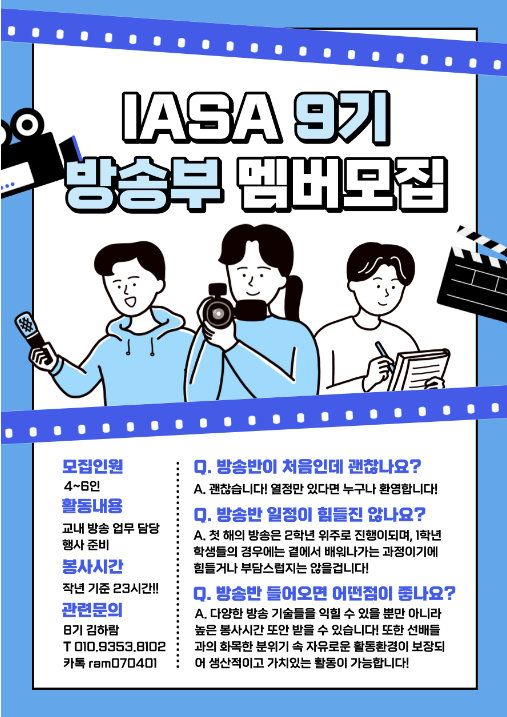 IASA 9기
방송부 멤버모집
모집인원
4~6인
활동내용
교내 방송 업무 담당
행사 준비
봉사시간
작년 기준 23시간!!
관련문의
8기 김하람
T 010.9353.8102
카톡 ram070401
Q. 방송반이 처음인데 괜찮나요?
A. 괜찮습니다! 열정만 있다면 누구나 환영합니다!
Q. 방송반 일정이 힘들진 않나요?
A. 첫 해의 방송은 2학년 위주로 진행이되며, 1학년
학생들의 경우에는 곁에서 배워나가는 과정이기에
힘들거나 부담스럽지는 않을겁니다!
Q. 방송반 들어오면 어떤점이 좋나요?
A. 다양한 방송 기술들을 익힐 수 있을 뿐만 아니라
높은 봉사시간 또안 받을 수 있습니다! 또한 선배들
과의 화목한 분위기 속 자유로운 활동환경이 보장되
어 생산적이고 가치있는 활동이 가능합니다!